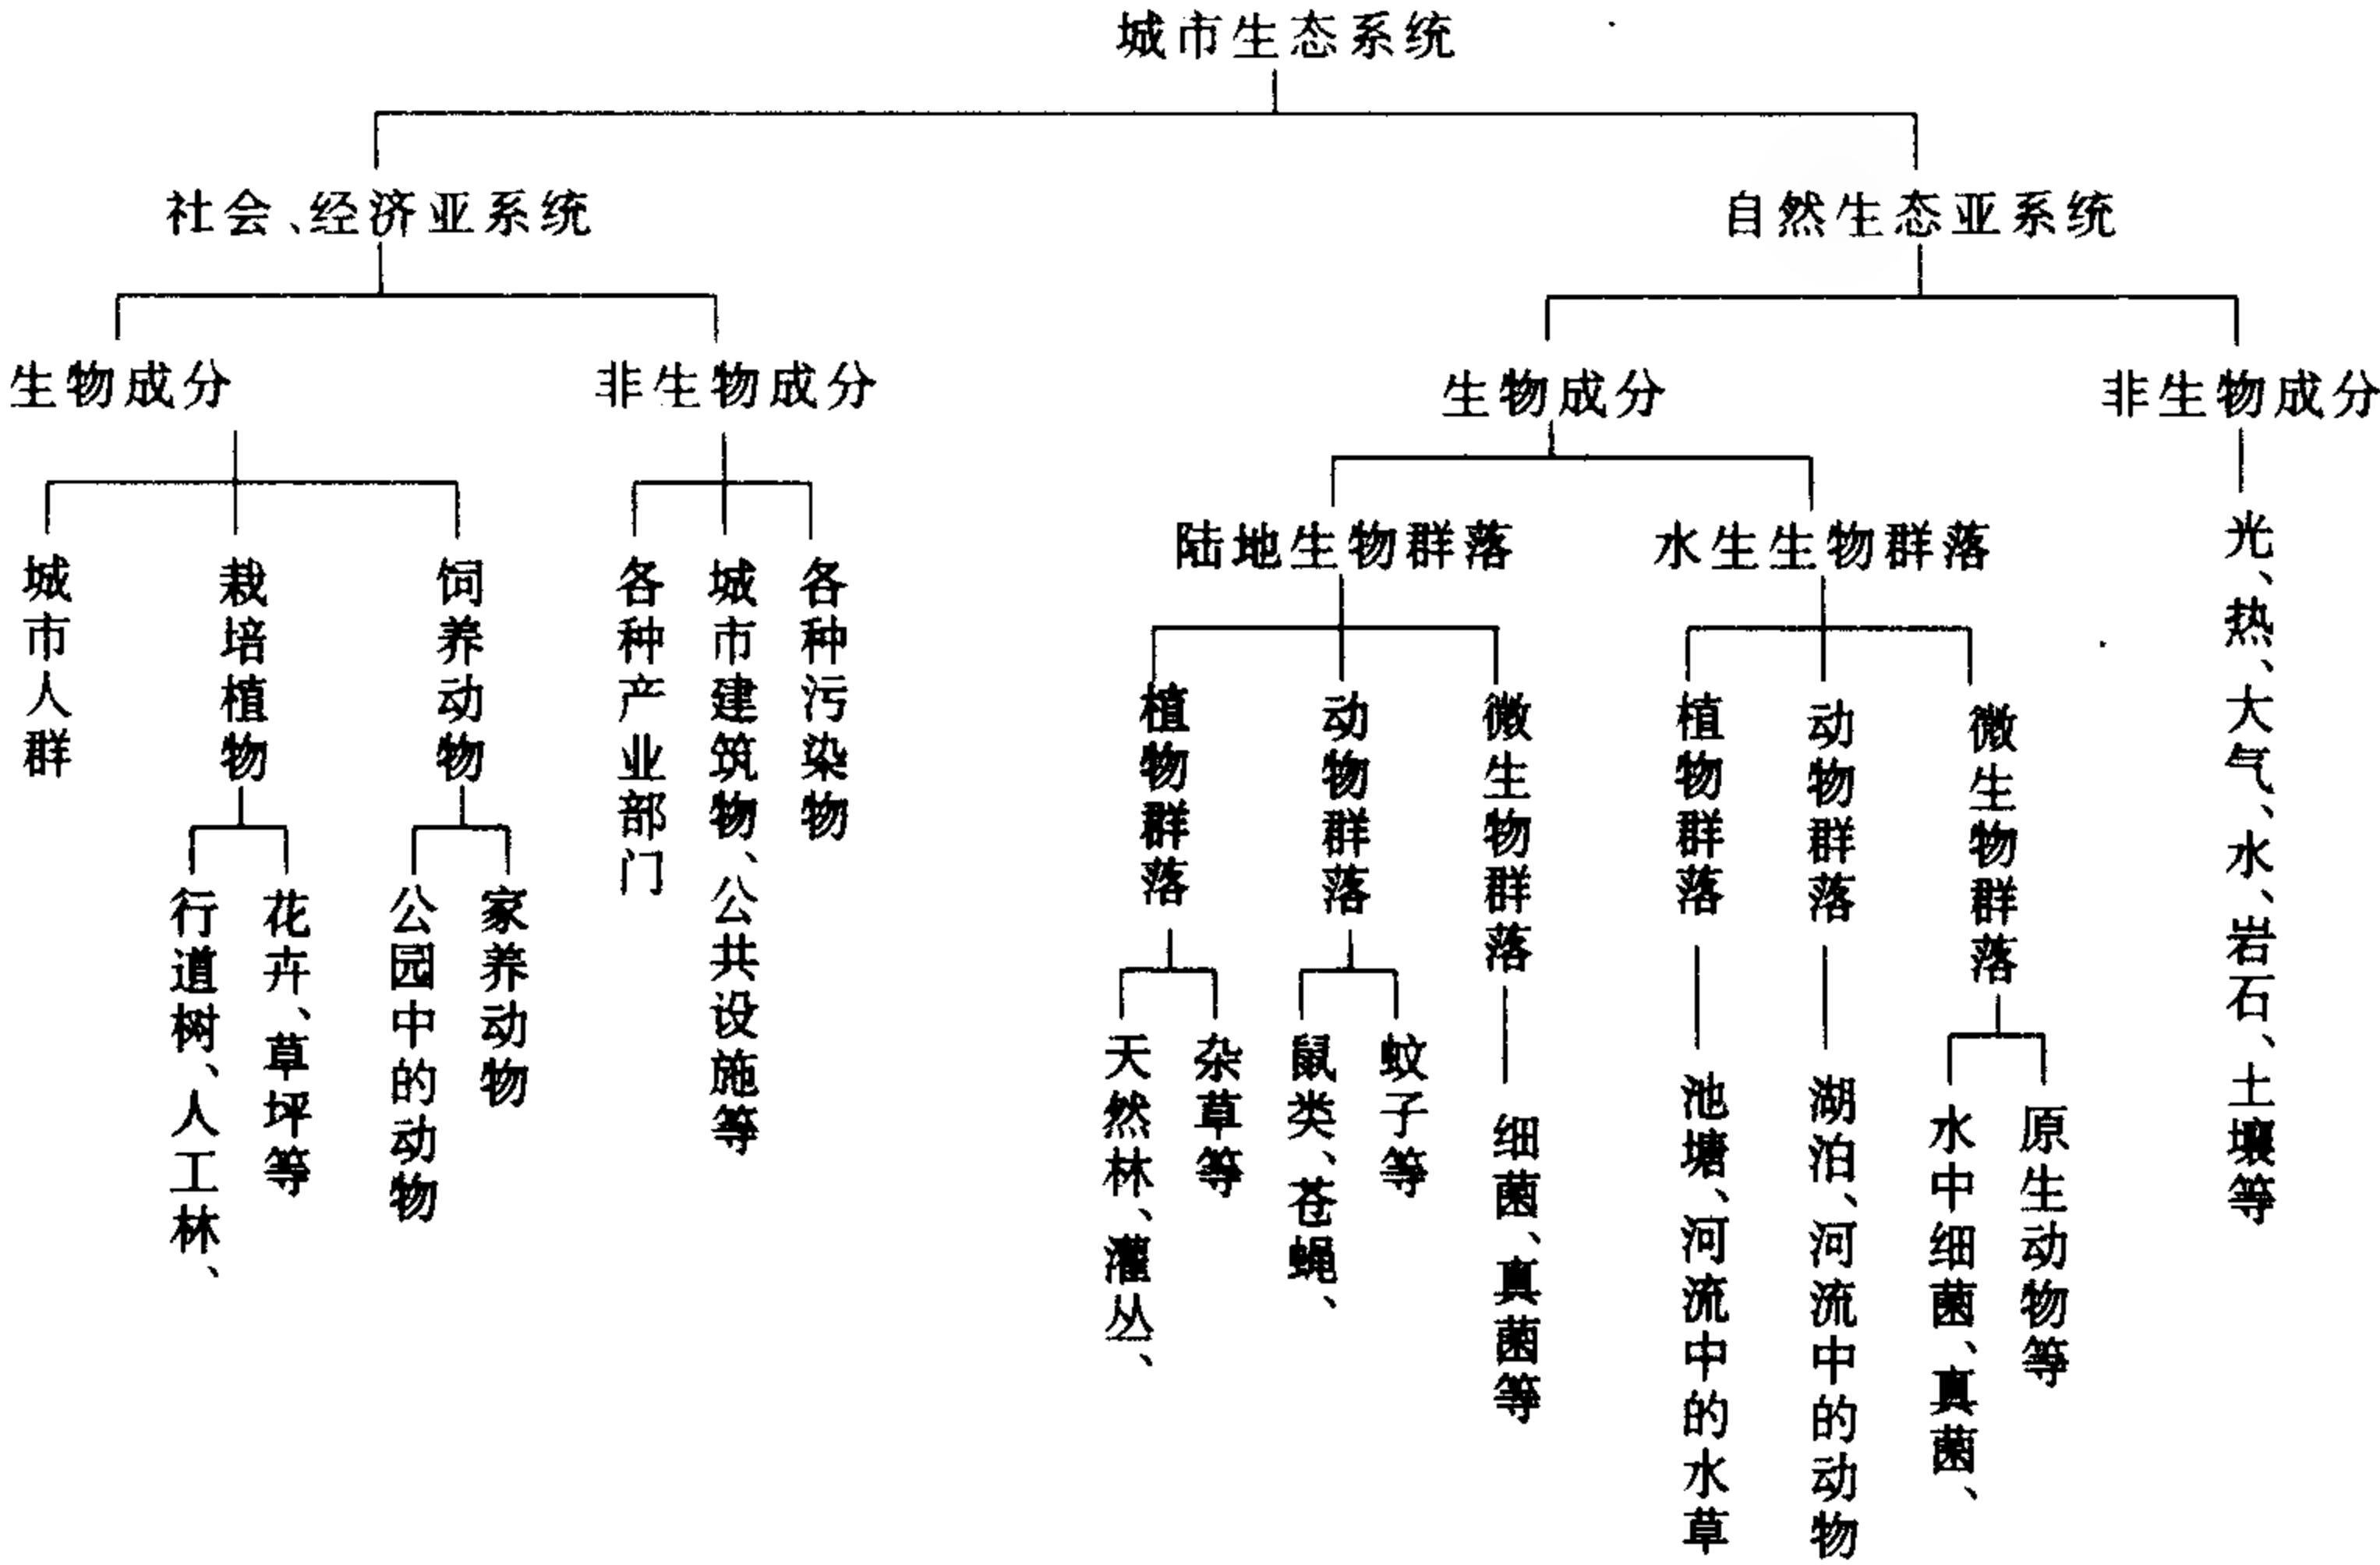 城市生态系统
社会、经济亚系统
自然生态亚系统
生物成分
非生物成分
生物成分
非生物成分
陆地生物群落
水生生物群落
城市人群
栽培植物
饲养动物
各种产业部门
城市建筑物、公共设施等
各种污染物
植物群落
动物群落
微生物群落
植物群落
动物群落
微生物群落
光、热、大气、水、岩石、土壤等
行道树、人工林、
花卉、草坪等
公园中的动物
家养动物
天然林、灌丛、
杂草等
鼠类、苍蝇、
蚊子等
细菌、真菌等
池塘、河流中的水草
湖泊、河流中的动物
水中细菌、真菌、
原生动物等